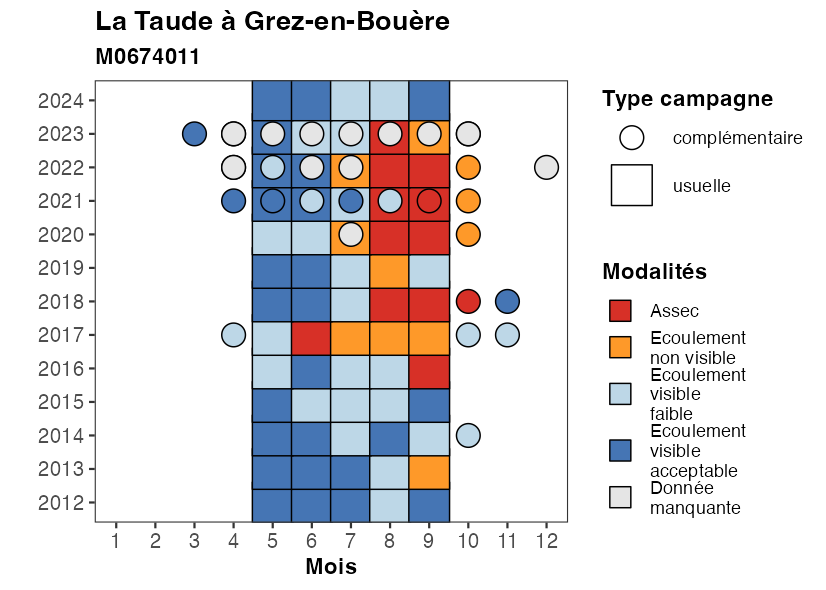 La Taude à Grez-en-Bouère
M0674011
2024
2023
2022
2021
2020
2019
2018
2017
2016
2015
2014
2013
2012
1 2 3 4 5 6 7 8 9 10 11 12
Mois
Type campagne
complémentaire
usuelle
Modalités
Assec
Ecoulement
non visible
Ecoulement
visible
faible
Ecoulement
visible
acceptable
Donnée
manquante